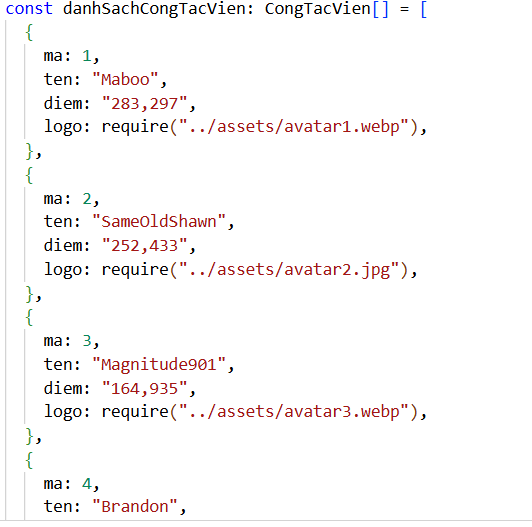 const danhSachCongTacVien: CongTacVien[] = [
  {
    ma: 1,
    ten: "Maboo",
    diem: "283,297",
    logo: require("../assets/avatar1.webp"),
  },
  {
    ma: 2,
    ten: "SameOldShawn",
    diem: "252,433",
    logo: require("../assets/avatar2.jpg"),
  },
  {
    ma: 3,
    ten: "Magnitude901",
    diem: "164,935",
    logo: require("../assets/avatar3.webp"),
  },
  {
    ma: 4,
    ten: "Brandon",